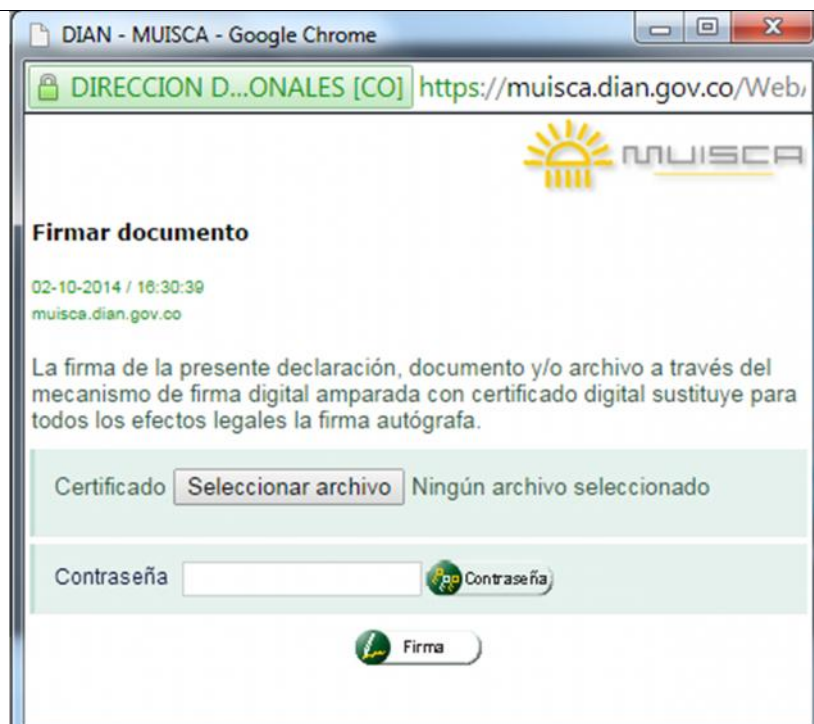 DIAN - MUISCA - Google Chrome
DIRECCION D...ONALES [CO] https://muisca.dian.gov.co/Web/
MUISCA
Firmar documento
02-10-2014 / 16:30:39
muisca.dian.gov.co
La firma de la presente declaración, documento y/o archivo a través del
mecanismo de firma digital amparada con certificado digital sustituye para
todos los efectos legales la firma autógrafa.
Certificado Seleccionar archivo Ningún archivo seleccionado
Contraseña Contraseña
Firma